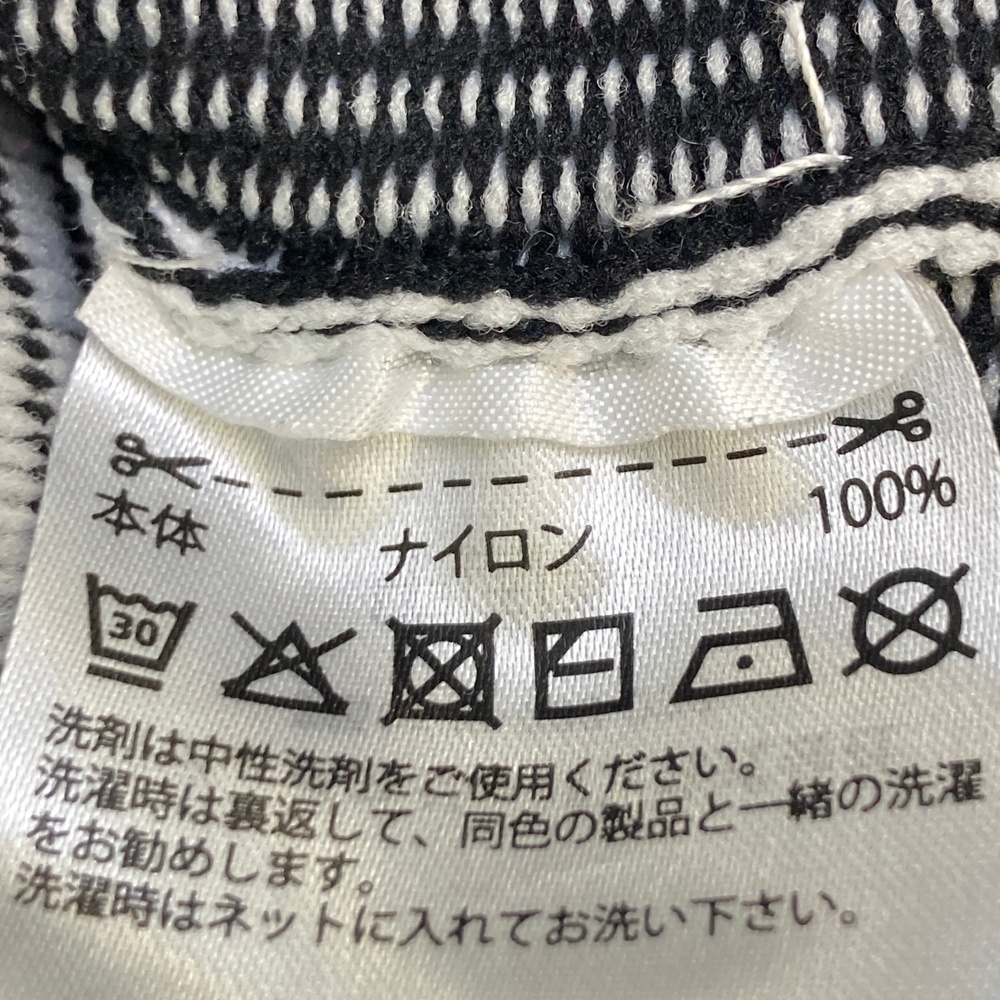 本体 ナイロン 100%
30
洗剤は中性洗剤をご使用ください。
洗濯時は裏返して、同色の製品と一緒の洗濯
をお勧めします。
洗濯時はネットに入れてお洗い下さい。